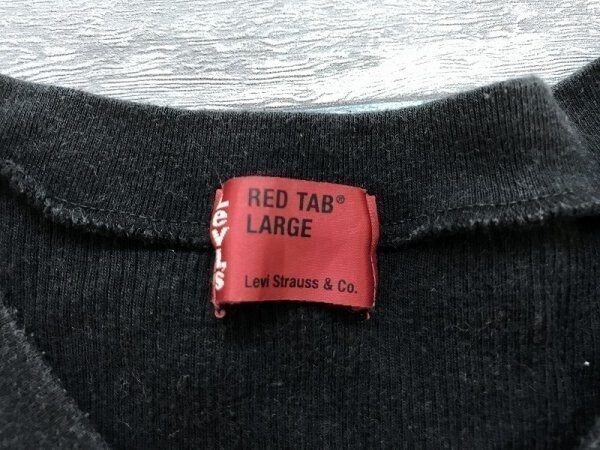 Levi's
RED TAB®
LARGE
Levi Strauss & Co.